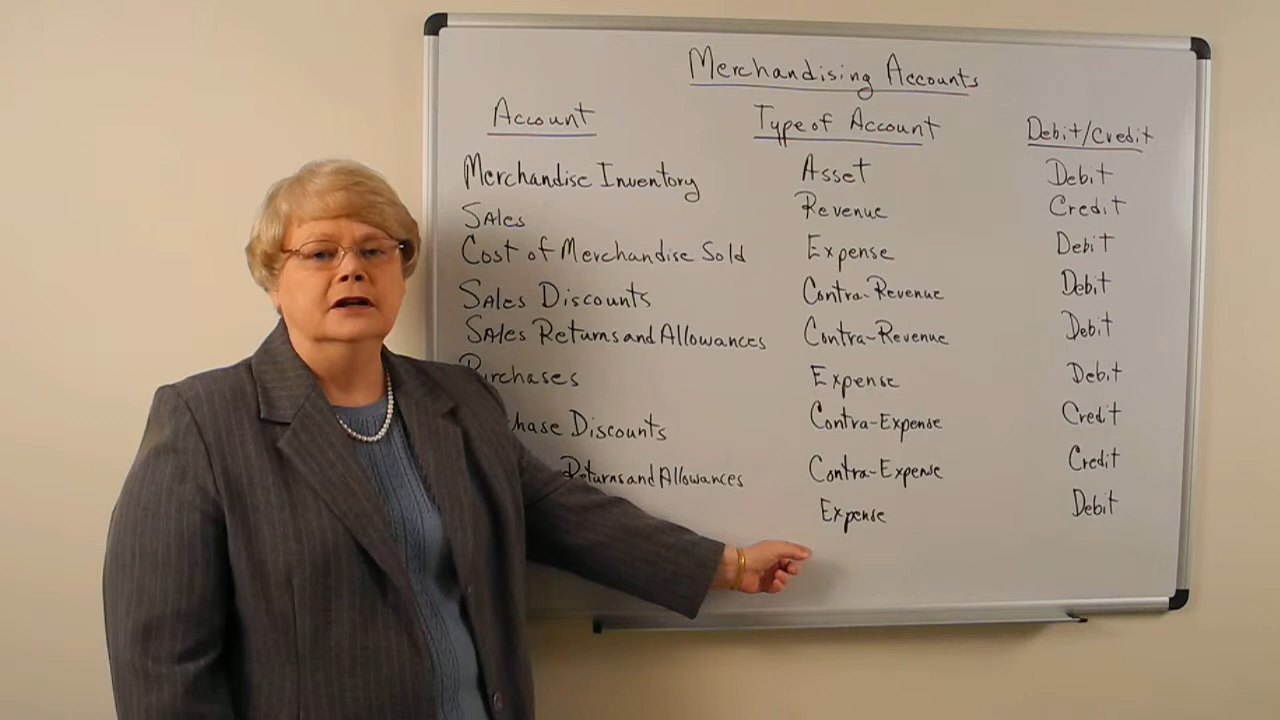 Merchandising Accounts
Account Type of Account Debit/Credit
Merchandise Inventory Asset Debit
Sales Revenue Credit
Cost of Merchandise Sold Expense Debit
Sales Discounts Contra-Revenue Debit
Sales Returns and Allowances Contra-Revenue Debit
Purchases Expense Debit
Discounts Contra-Expense Credit
Returns and Allowances Contra-Expense Credit
Expense Debit